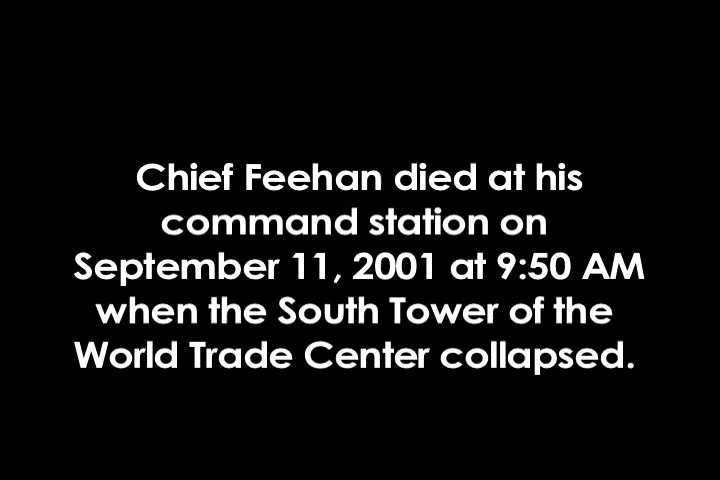 Chief Feehan died at his
command station on
September 11, 2001 at 9:50 AM
when the South Tower of the
World Trade Center collapsed.